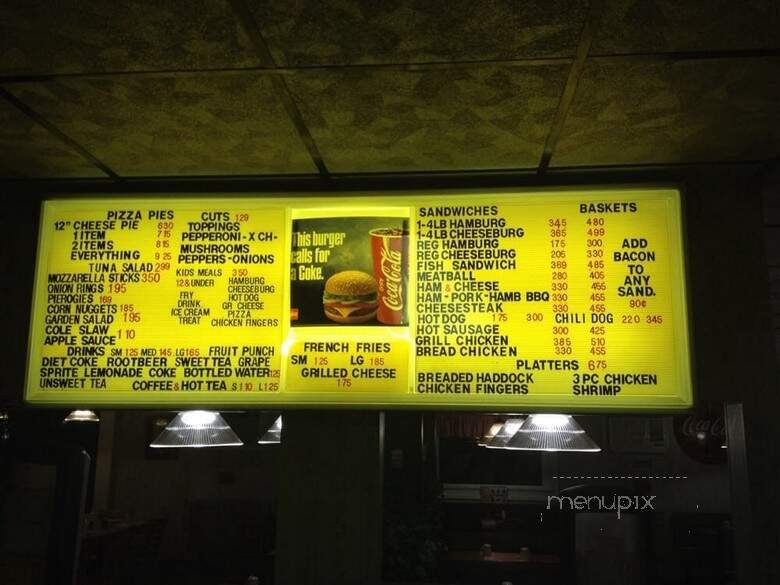 PIZZA PIES
12" CHEESE PIE 630
1 ITEM 715
2 ITEMS 815
EVERYTHING 925
TUNA SALAD 299
MOZZARELLA STICKS 350
ONION RINGS 195
PIEROGIES 169
CORN NUGGETS 185
GARDEN SALAD 195
COLE SLAW
APPLE SAUCE 110
CUTS 129
TOPPINGS
PEPPERONI - X CH-
MUSHROOMS
PEPPERS - ONIONS
KIDS MEALS 350
12 & UNDER
FRY
DRINK
ICE CREAM
TREAT
HAMBURG
CHEESEBURG
HOT DOG
GR CHEESE
PIZZA
CHICKEN FINGERS
DRINKS SM 125 MED 145 LG 165 FRUIT PUNCH
DIET COKE ROOTBEER SWEET TEA GRAPE
SPRITE LEMONADE COKE BOTTLED WATER 125
UNSWEET TEA COFFEE & HOT TEA S 110 L 125
This burger
calls for
a Coke.
Coca-Cola
FRENCH FRIES
SM 125 LG 185
GRILLED CHEESE
175
SANDWICHES BASKETS
1-4LB HAMBURG 345 480
1-4LB CHEESEBURG 365 499
REG HAMBURG 175 300
REG CHEESEBURG 205 330
FISH SANDWICH 369 485
MEATBALL 280 405
HAM & CHEESE 330 455
HAM - PORK - HAMB BBQ 330 455
CHEESESTEAK 330 455
HOT DOG 175 300 CHILI DOG 220 345
HOT SAUSAGE 300 425
GRILL CHICKEN 385 510
BREAD CHICKEN 330 455
ADD
BACON
TO
ANY
SAND.
90¢
PLATTERS 675
BREADED HADDOCK 3 PC CHICKEN
CHICKEN FINGERS SHRIMP
menupix